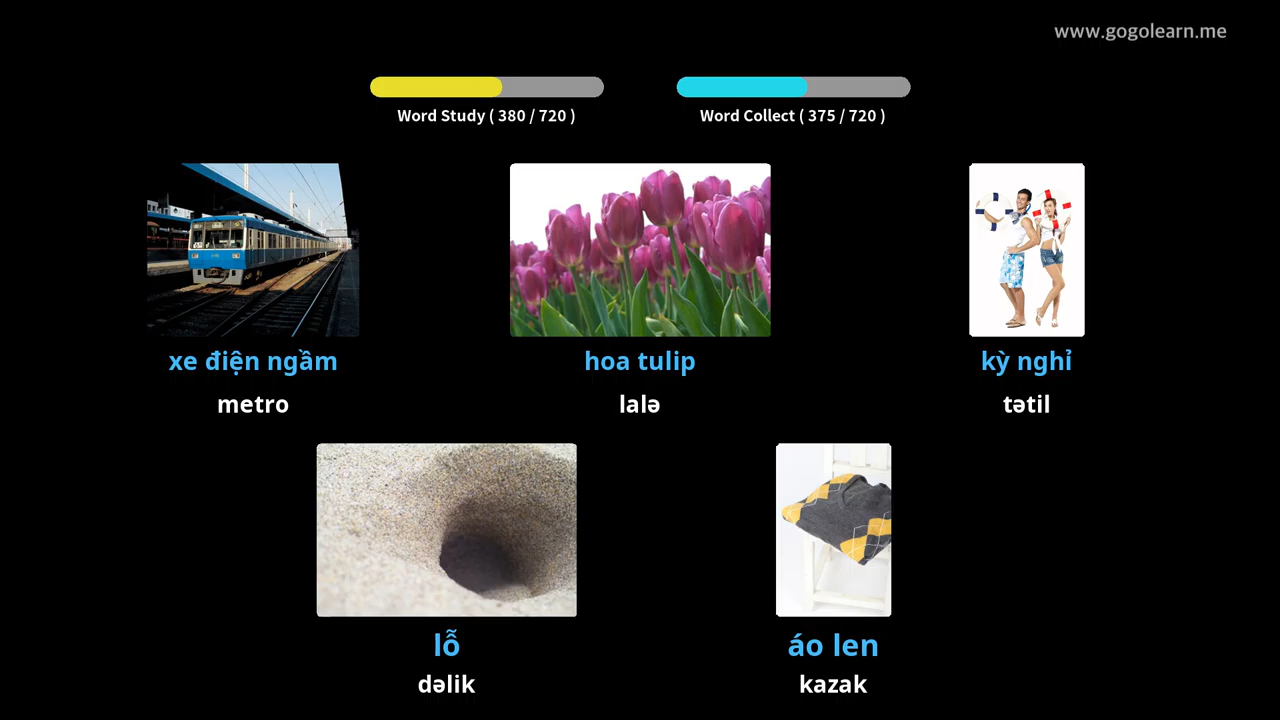 www.gogolearn.me
Word Study ( 380 / 720 )
Word Collect ( 375 / 720 )
xe điện ngầm
metro
hoa tulip
lalə
kỳ nghỉ
tətil
lỗ
dəlik
áo len
kazak